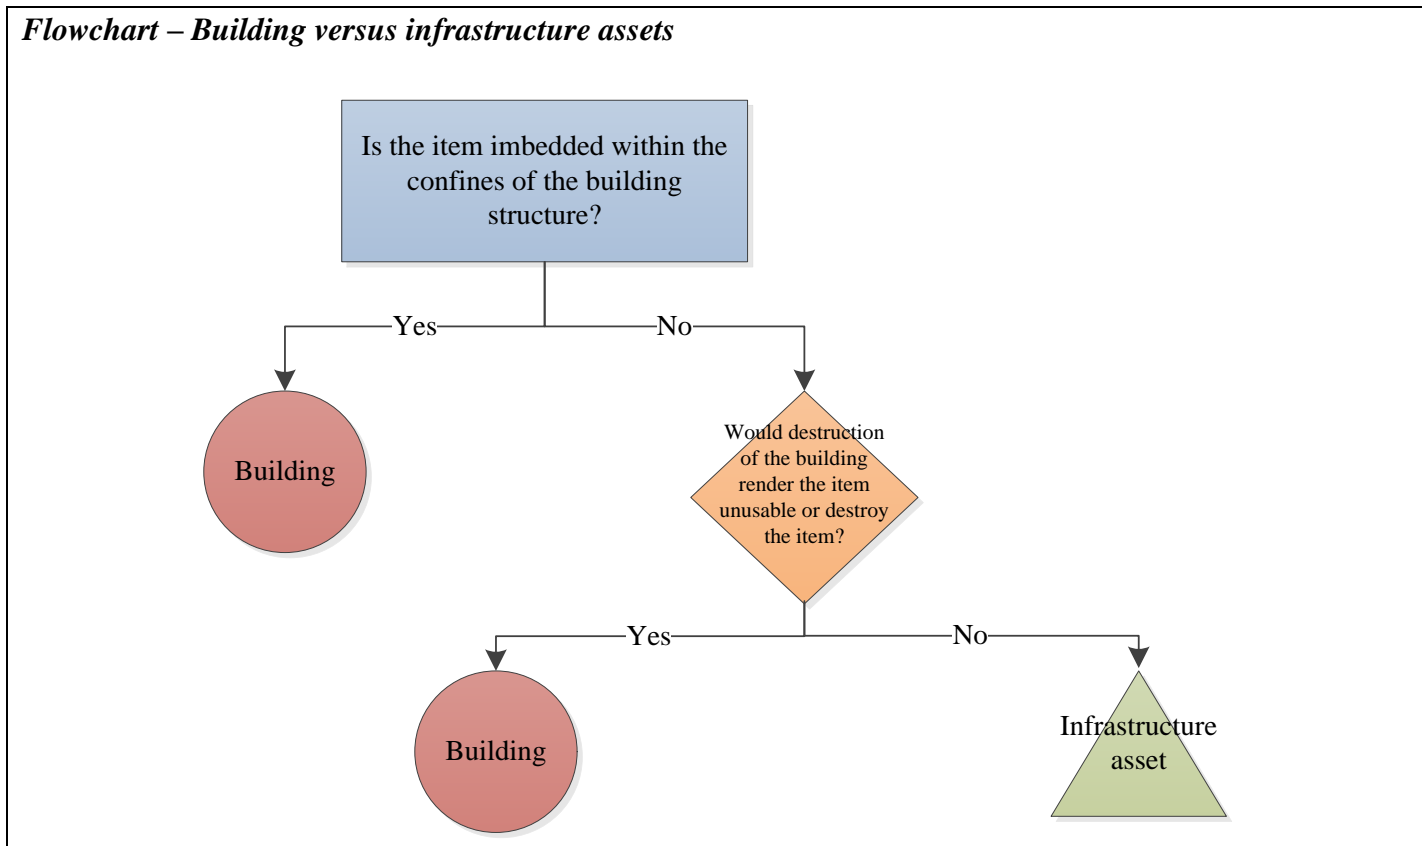 Flowchart – Building versus infrastructure assets
Is the item imbedded within the
confines of the building
structure?
Yes
No
Building
Would destruction
of the building
render the item
unusable or destroy
the item?
Yes
No
Building
Infrastructure
asset